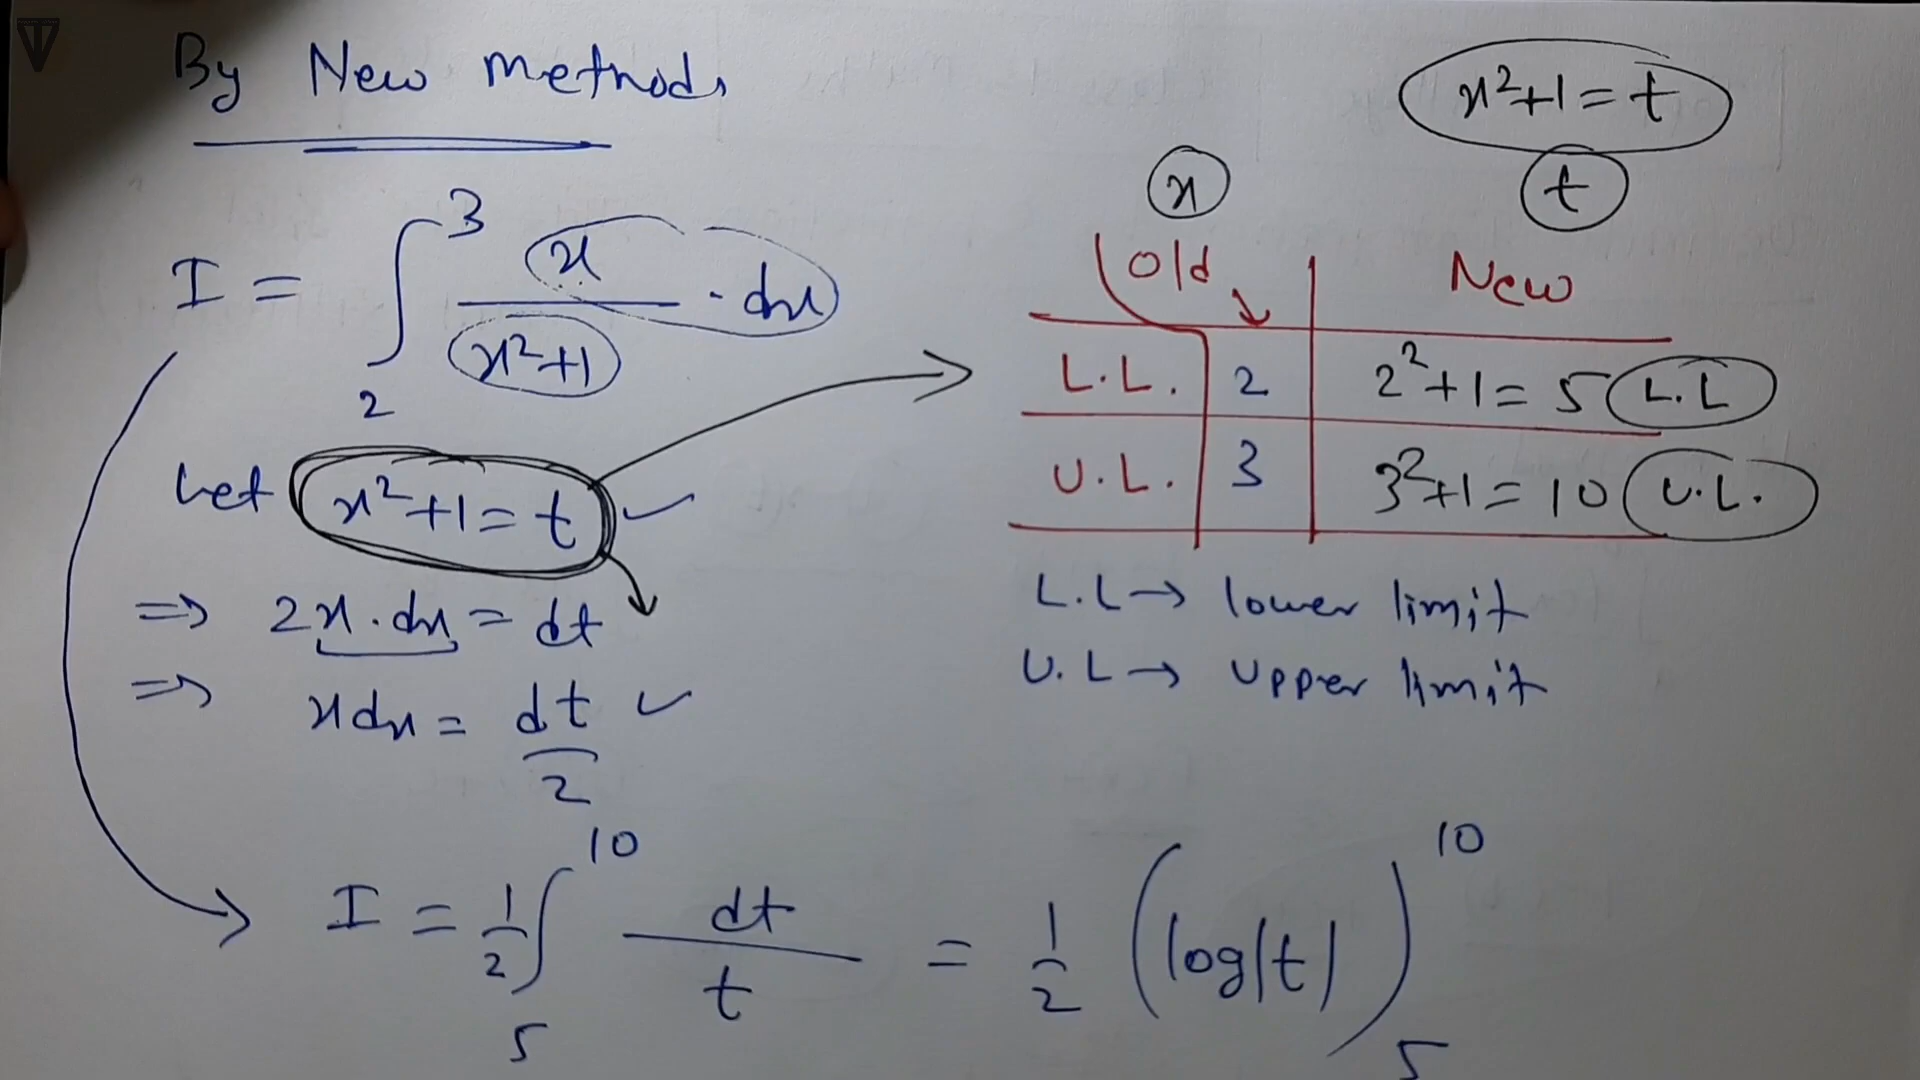 By New methods
x²+1=t
x t
I = ∫₂³ x/(x²+1) · dx
Old New
L.L. 2 2²+1= 5 L.L
U.L. 3 3²+1= 10 U.L.
Let x²+1=t ✓
L.L→ lower limit
U.L→ Upper limit
⇒ 2x.dx = dt
⇒ xdx = dt/2 ✓
I = 1/2 ∫₅¹⁰ dt/t = 1/2 (log|t|)₅¹⁰